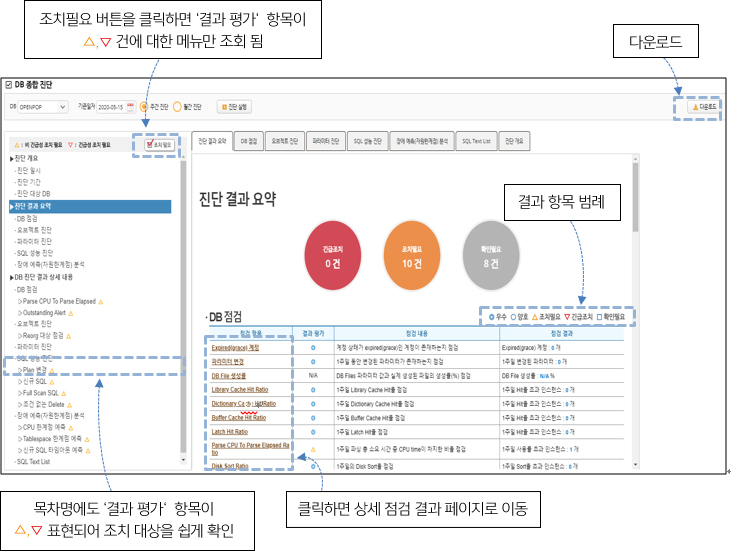 조치필요 버튼을 클릭하면 '결과 평가' 항목이
△,▽ 건에 대한 메뉴만 조회 됨
다운로드
DB 종합 진단
DB OPENPOP 기준일자 2020-05-15 주간 진단 월간 진단 진단 실행 다운로드
△ : 비 긴급성 조치 필요 ▽ : 긴급성 조치 필요 조치 필요
▶진단 개요
· 진단 일시
· 진단 기간
· 진단 대상 DB
▶진단 결과 요약
· DB 점검
· 오브젝트 진단
· 파라미터 진단
· SQL 성능 진단
· 장애 예측(자원한계점) 분석
▶DB 진단 결과 상세 내용
· DB 점검
▷Parse CPU To Parse Elapsed △
▷Outstanding Alert △
· 오브젝트 진단
▷Reorg 대상 점검 △
· 파라미터 진단
· SQL 성능 진단
▷Plan 변경 △
▷신규 SQL △
▷Full Scan SQL △
▷조건 없는 Delete △
· 장애 예측(자원한계점) 분석
▷CPU 한계점 예측 △
▷Tablespace 한계점 예측 △
▷신규 SQL 타임아웃 예측 △
· SQL Text List
진단 결과 요약 DB 점검 오브젝트 진단 파라미터 진단 SQL 성능 진단 장애 예측(자원한계점) 분석 SQL Text List 진단 개요
진단 결과 요약
긴급조치
0 건
조치필요
10 건
확인필요
8 건
결과 항목 범례
· DB 점검
◎ 우수 ○ 양호 △ 조치필요 ▽ 긴급조치 □ 확인필요
점검 항목 결과 평가 점검 내용 점검 결과
Expired(grace) 계정 ◎ 계정 상태가 expired(grace)인 계정이 존재하는지 점검 Expired(grace) 계정 : 0 개
파라미터 변경 ◎ 1주일 동안 변경된 파라미터가 존재하는지 점검 1주일 변경된 파라미터 : 0 개
DB File 생성률 N/A DB Files 파라미터 값과 실제 생성된 파일의 생성률(%) 점검 DB File 생성률 : N/A %
Library Cache Hit Ratio ◎ 1주일 Library Cache Hit률 점검 1주일 Hit률 초과 인스턴스 : 0 개
Dictionary Cache Hit Ratio ◎ 1주일 Dictionary Cache Hit률 점검 1주일 Hit률 초과 인스턴스 : 0 개
Buffer Cache Hit Ratio ◎ 1주일 Buffer Cache Hit률 점검 1주일 Hit률 초과 인스턴스 : 0 개
Latch Hit Ratio ◎ 1주일 Latch Hit률 점검 1주일 Hit률 초과 인스턴스 : 0 개
Parse CPU To Parse Elapsed Ra
tio △ 1주일 파싱 총 소요 시간 중 CPU time이 차지한 비율 점검 1주일 사용률 초과 인스턴스 : 1 개
Disk Sort Ratio ◎ 1주일의 Disk Sort률 점검 1주일 Sort률 초과 인스턴스 : 0 개
목차명에도 '결과 평가' 항목이
△,▽ 표현되어 조치 대상을 쉽게 확인
클릭하면 상세 점검 결과 페이지로 이동